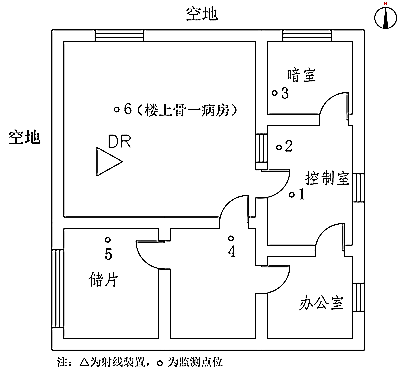 空地
N
空地
暗室
3
6（楼上骨一病房）
DR
2
控制室
1
5
4
储片
办公室
注：△为射线装置，○为监测点位